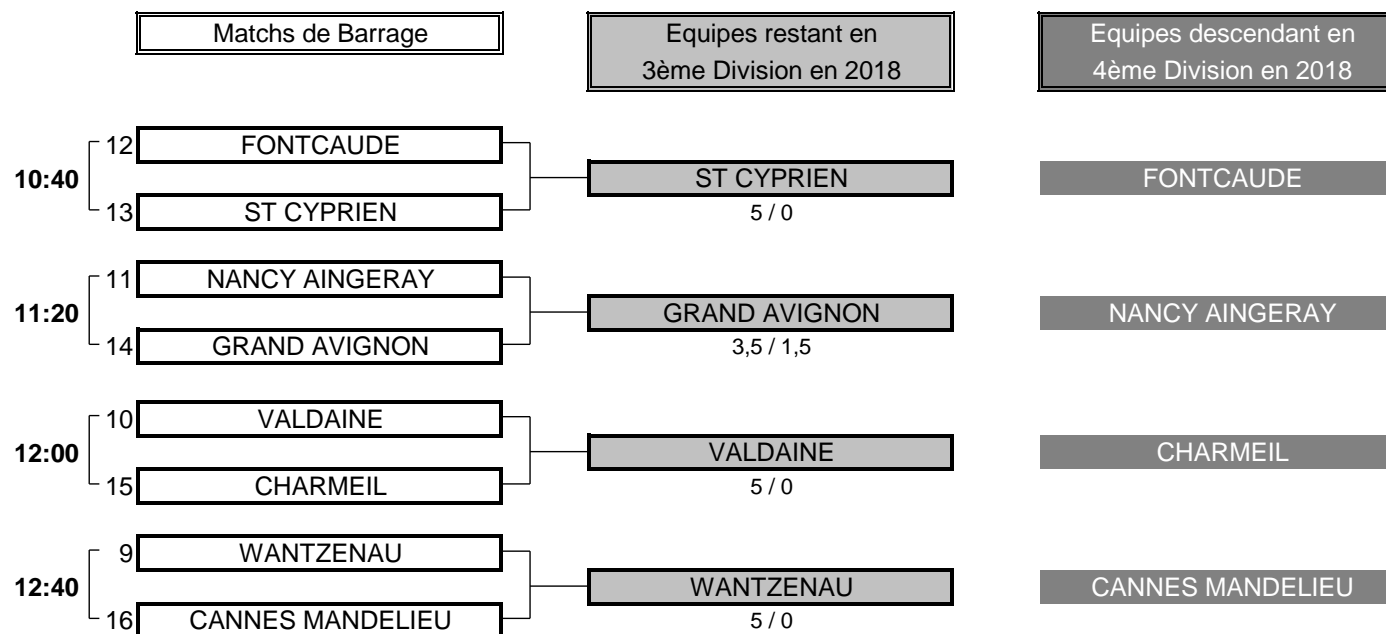 Matchs de Barrage
Equipes restant en
3ème Division en 2018
Equipes descendant en
4ème Division en 2018
12 FONTCAUDE
10:40 ST CYPRIEN FONTCAUDE
13 ST CYPRIEN 5 / 0
11 NANCY AINGERAY
11:20 GRAND AVIGNON NANCY AINGERAY
14 GRAND AVIGNON 3,5 / 1,5
10 VALDAINE
12:00 VALDAINE CHARMEIL
15 CHARMEIL 5 / 0
9 WANTZENAU
12:40 WANTZENAU CANNES MANDELIEU
16 CANNES MANDELIEU 5 / 0